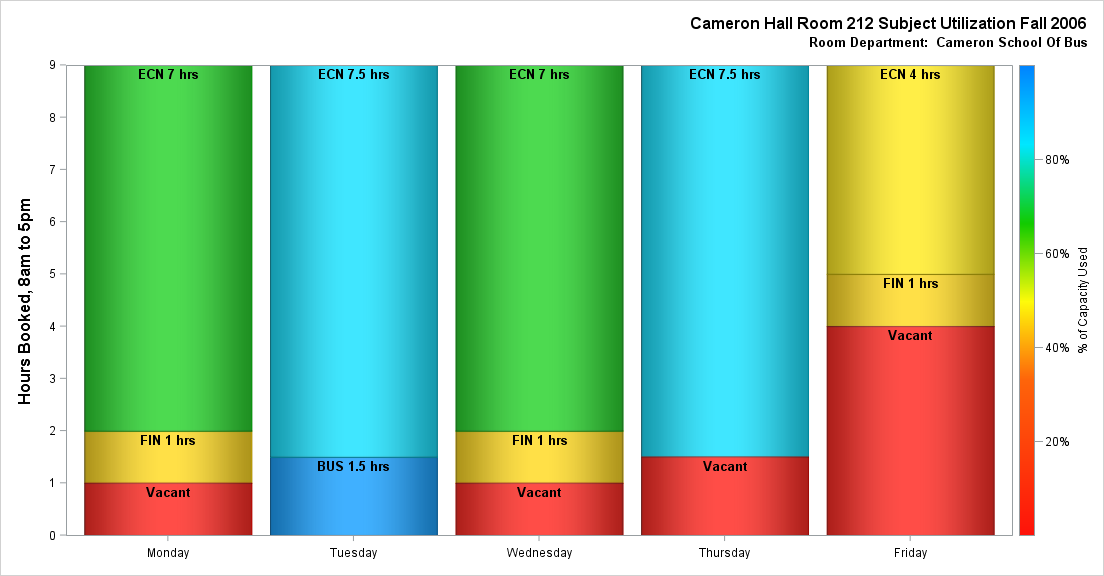 Cameron Hall Room 212 Subject Utilization Fall 2006
Room Department:  Cameron School Of Bus
Hours Booked, 8am to 5pm
9
8
7
6
5
4
3
2
1
0
ECN 7 hrs
FIN 1 hrs
Vacant
ECN 7.5 hrs
BUS 1.5 hrs
ECN 7 hrs
FIN 1 hrs
Vacant
ECN 7.5 hrs
Vacant
ECN 4 hrs
FIN 1 hrs
Vacant
Monday
Tuesday
Wednesday
Thursday
Friday
80%
60%
40%
20%
% of Capacity Used